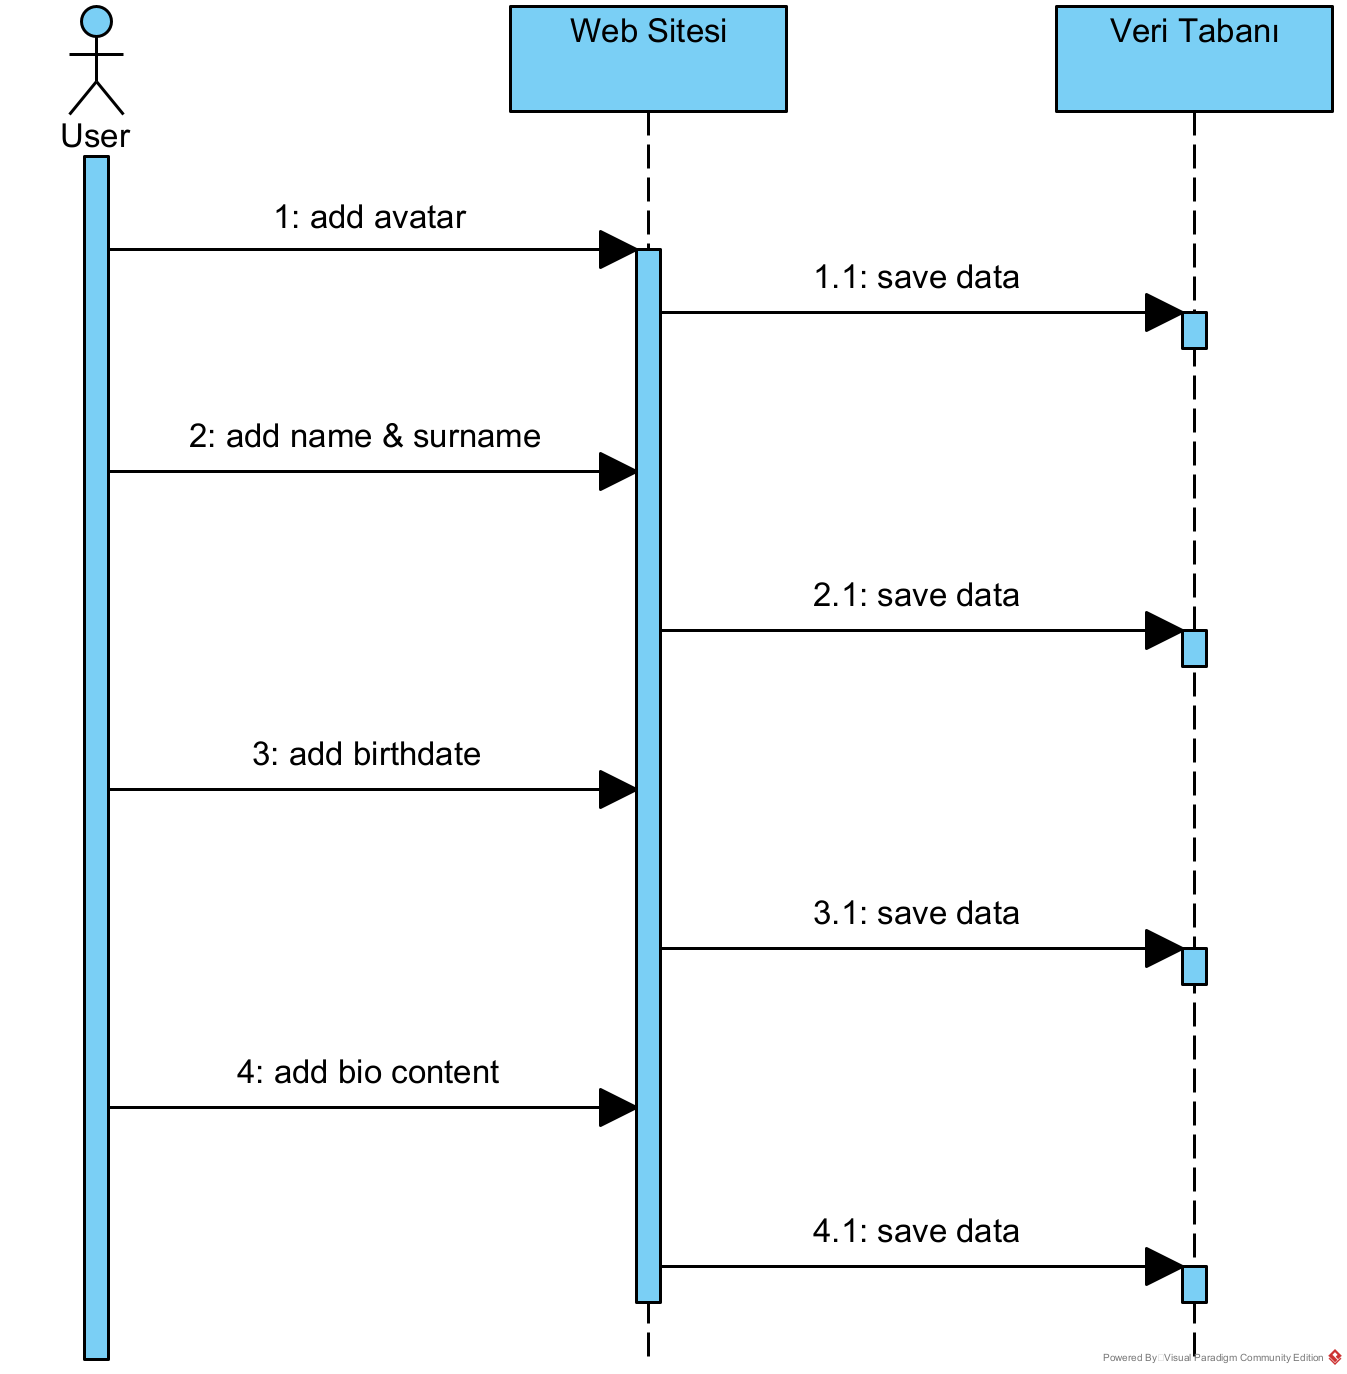 User
Web Sitesi
Veri Tabanı
1: add avatar
1.1: save data
2: add name & surname
2.1: save data
3: add birthdate
3.1: save data
4: add bio content
4.1: save data
Powered By Visual Paradigm Community Edition